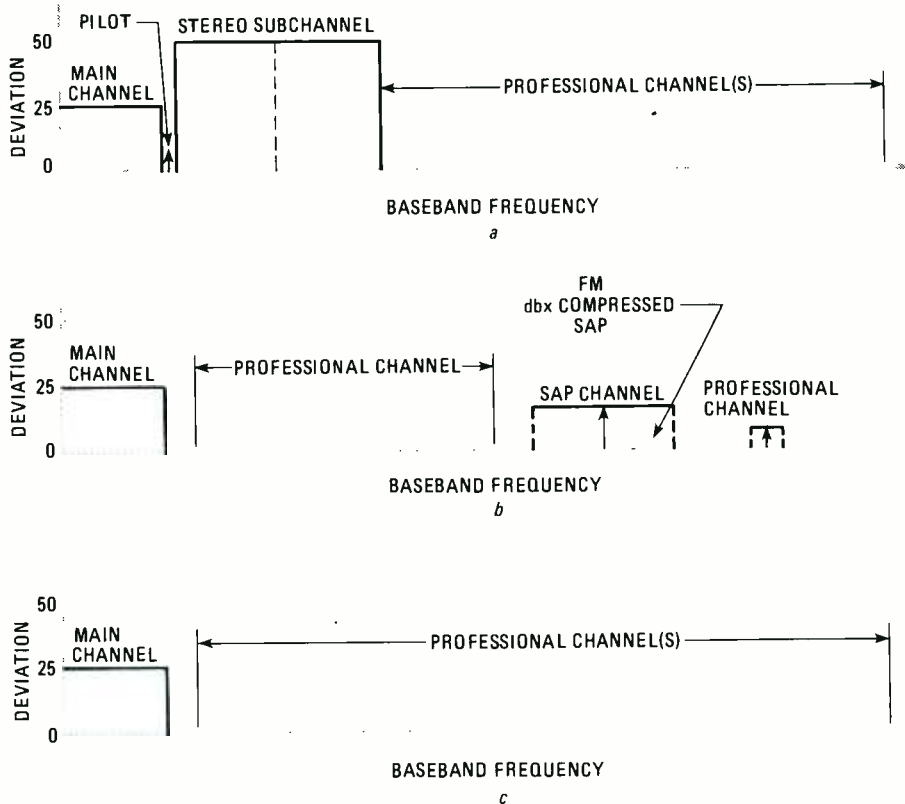 PILOT
STEREO SUBCHANNEL
50
MAIN
CHANNEL
PROFESSIONAL CHANNEL(S)
25
DEVIATION
0
BASEBAND FREQUENCY
a
FM
dbx COMPRESSED
SAP
50
MAIN
CHANNEL
PROFESSIONAL CHANNEL
SAP CHANNEL
PROFESSIONAL
CHANNEL
25
DEVIATION
0
BASEBAND FREQUENCY
b
50
MAIN
CHANNEL
PROFESSIONAL CHANNEL(S)
25
DEVIATION
0
BASEBAND FREQUENCY
c